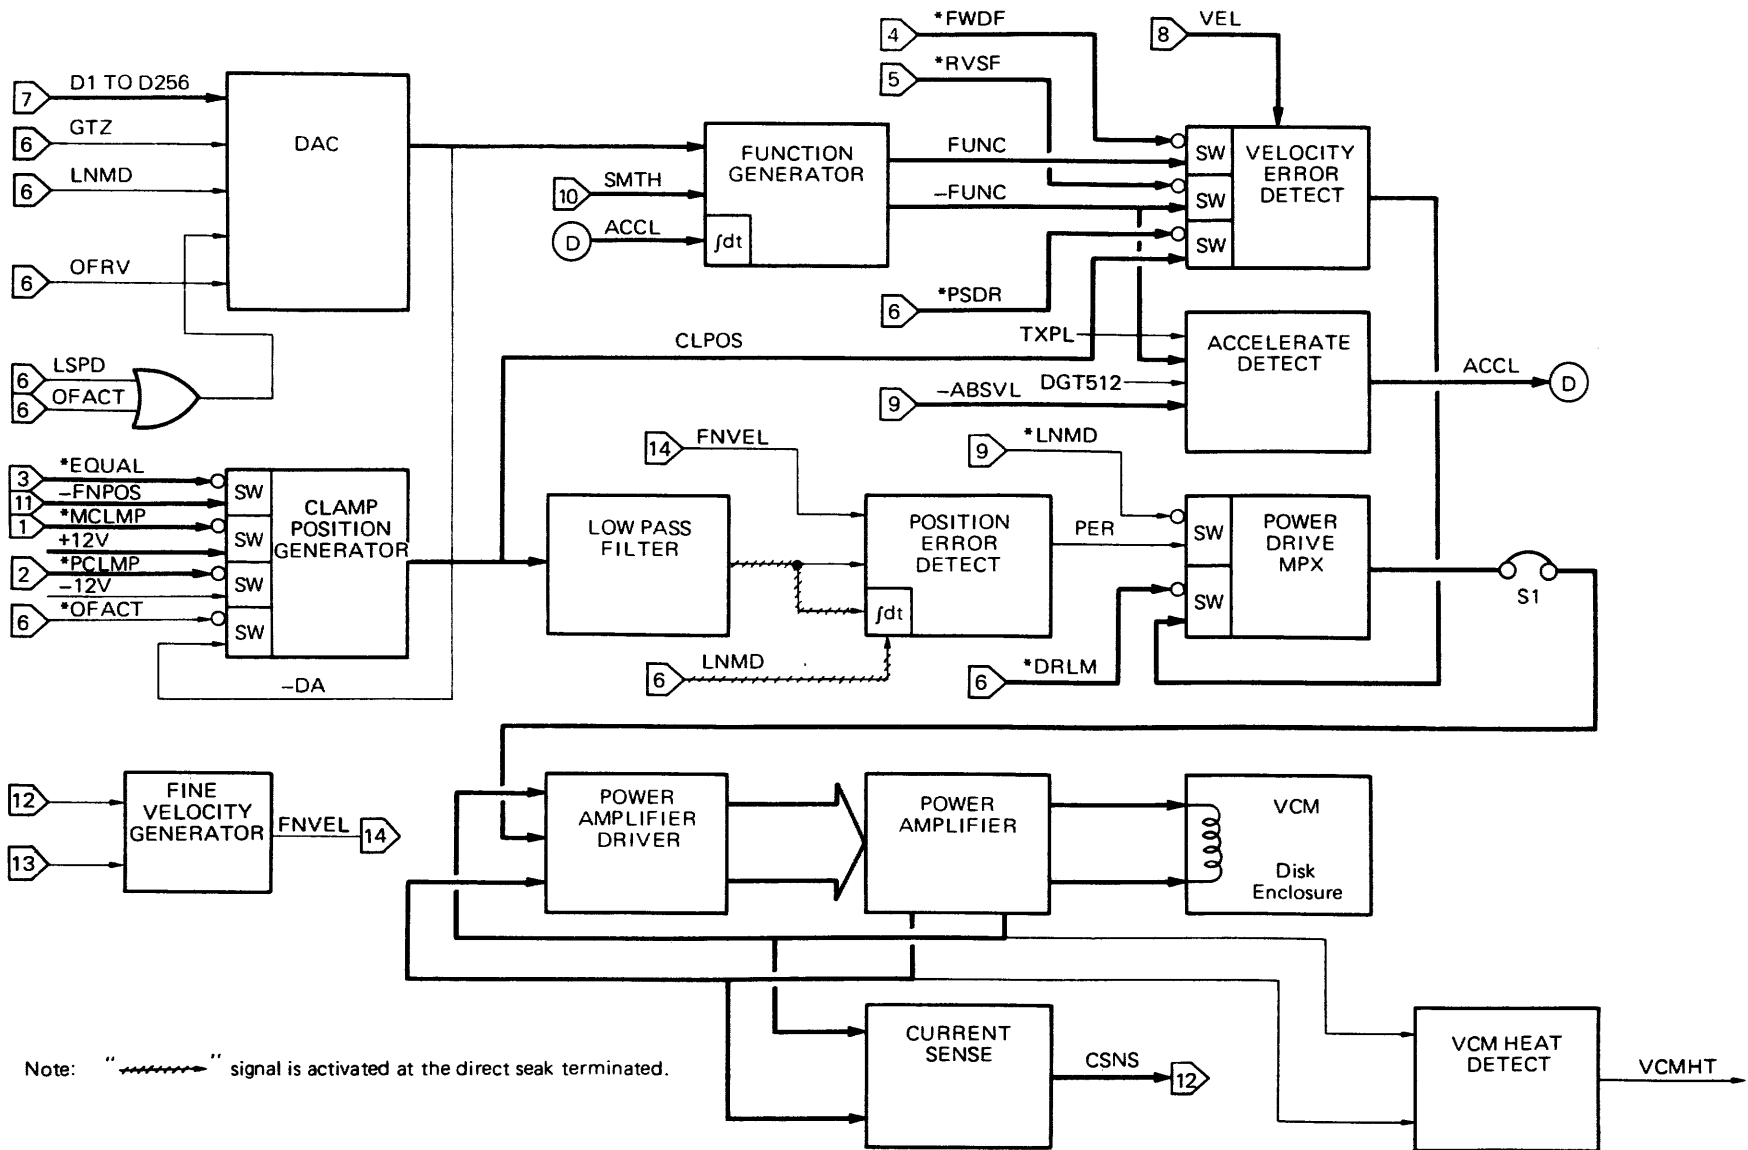 *FWDF
4
VEL
8
*RVSF
5
D1 TO D256
7
GTZ
6
LNMD
6
OFRV
6
DAC
FUNCTION
GENERATOR
SMTH
10
ACCL
D
∫dt
FUNC
–FUNC
SW
SW
SW
VELOCITY
ERROR
DETECT
*PSDR
6
LSPD
6
OFACT
6
CLPOS
TXPL
DGT512
–ABSVL
9
ACCELERATE
DETECT
ACCL
D
*EQUAL
3
–FNPOS
11
*MCLMP
1
+12V
*PCLMP
2
–12V
*OFACT
6
SW
SW
SW
SW
CLAMP
POSITION
GENERATOR
–DA
LOW PASS
FILTER
FNVEL
14
POSITION
ERROR
DETECT
∫dt
LNMD
6
*LNMD
9
PER
*DRLM
6
SW
SW
POWER
DRIVE
MPX
S1
12
13
FINE
VELOCITY
GENERATOR
FNVEL
14
POWER
AMPLIFIER
DRIVER
POWER
AMPLIFIER
VCM
Disk
Enclosure
CURRENT
SENSE
CSNS
12
VCM HEAT
DETECT
VCMHT
Note: " " signal is activated at the direct seak terminated.